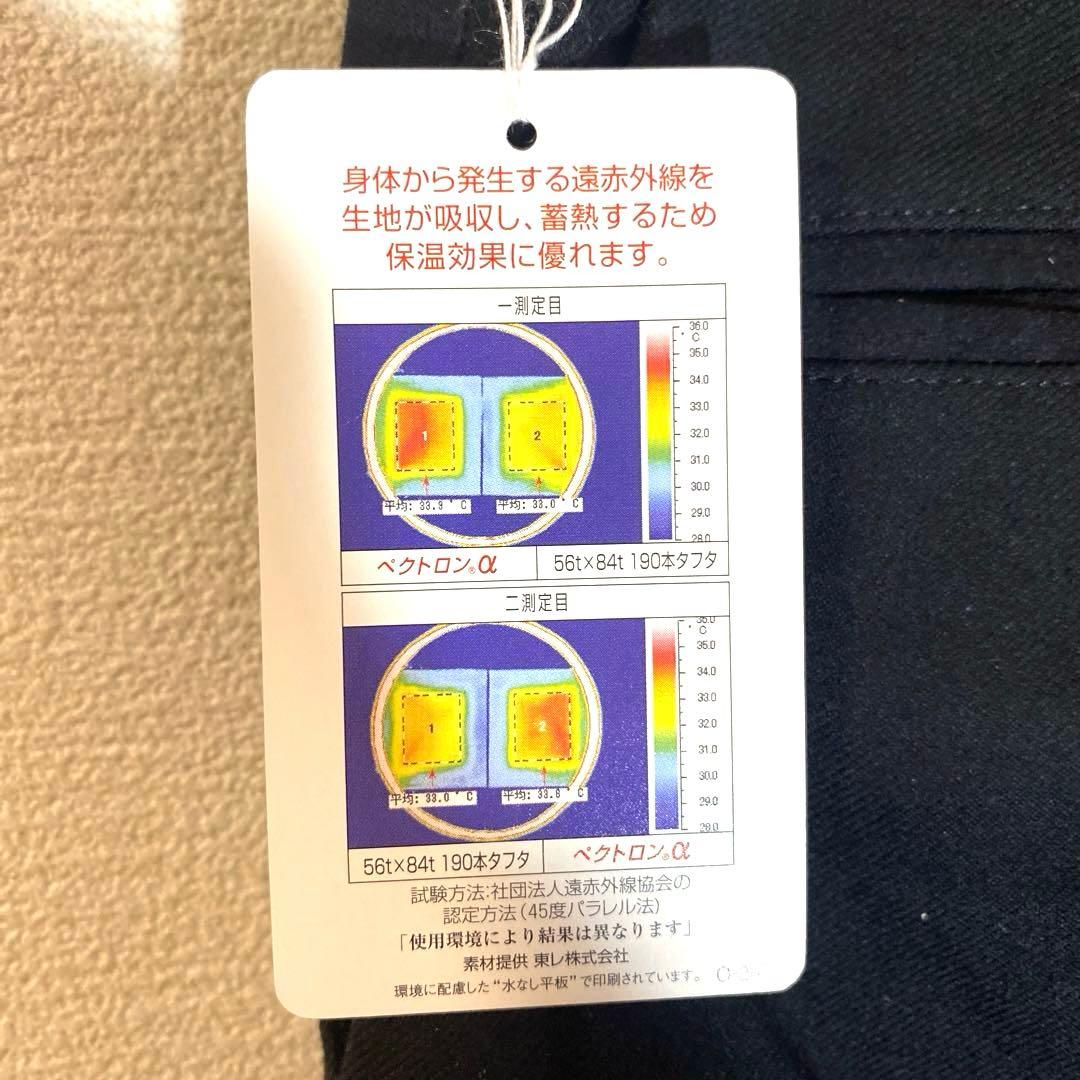 身体から発生する遠赤外線を
生地が吸収し、蓄熱するため
保温効果に優れます。
一測定目
36.0
°C
35.0
34.0
33.0
32.0
31.0
30.0
29.0
28.0
1
2
平均: 33.9 °C
平均: 33.0 °C
ペクトロン®α
56t×84t 190本タフタ
二測定目
36.0
°C
35.0
34.0
33.0
32.0
31.0
30.0
29.0
28.0
1
2
平均: 33.0 °C
平均: 33.8 °C
56t×84t 190本タフタ
ペクトロン®α
試験方法:社団法人遠赤外線協会の
認定方法(45度パラレル法)
「使用環境により結果は異なります」
素材提供 東レ株式会社
環境に配慮した“水なし平板”で印刷されています。